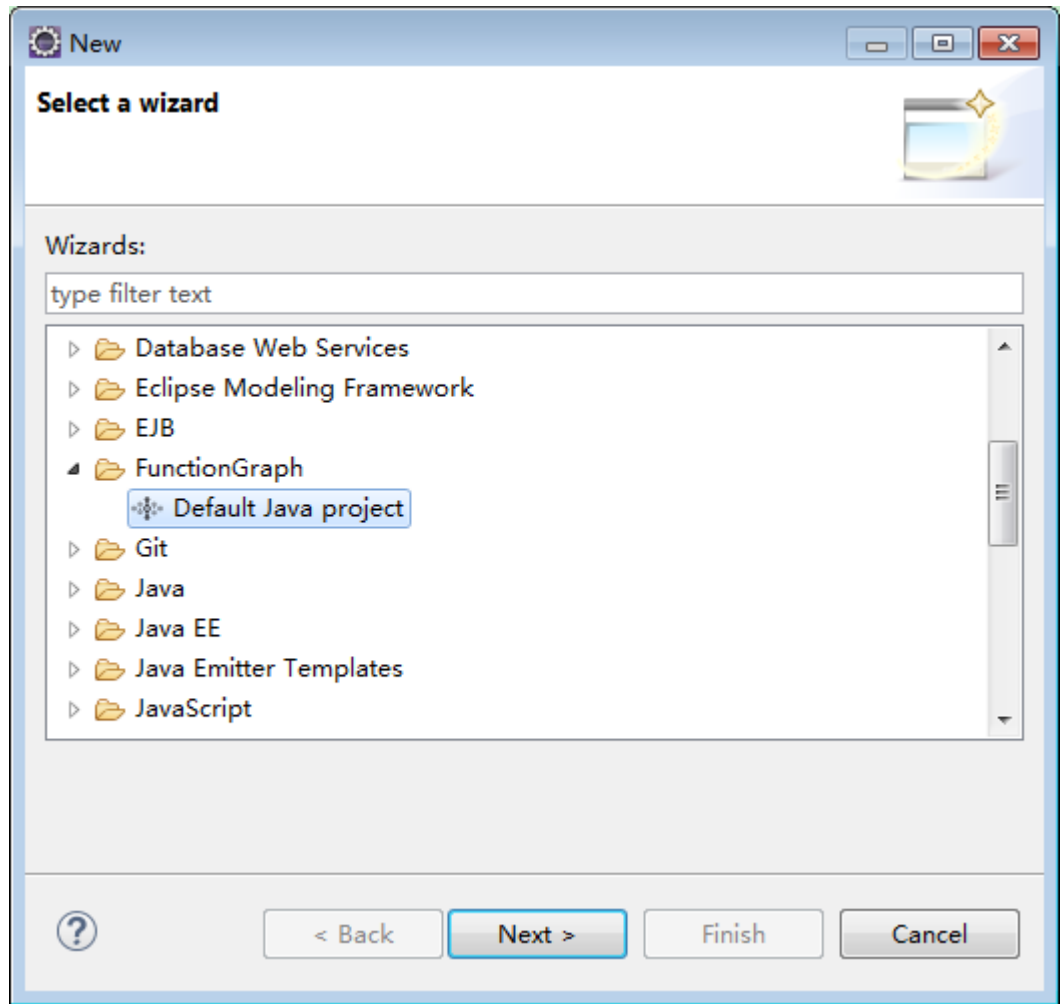 New
Select a wizard
Wizards:
type filter text
Database Web Services
Eclipse Modeling Framework
EJB
FunctionGraph
Default Java project
Git
Java
Java EE
Java Emitter Templates
JavaScript
? < Back Next > Finish Cancel